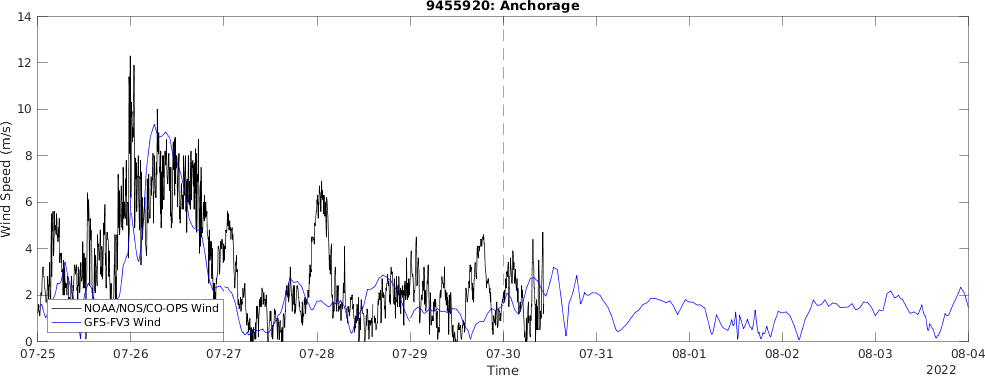 9455920: Anchorage
14
12
10
8
6
4
2
0
Wind Speed (m/s)
NOAA/NOS/CO-OPS Wind
GFS-FV3 Wind
07-25 07-26 07-27 07-28 07-29 07-30 07-31 08-01 08-02 08-03 08-04
Time
2022